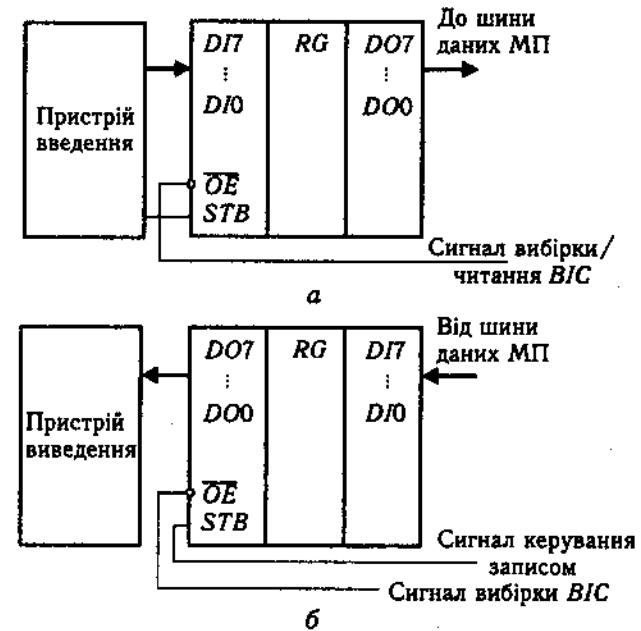 До шини
даних МП
DI7 RG DO7
⋮ ⋮
DI0 DO0
Пристрій
введення
OE
STB
Сигнал вибірки/
читання ВІС
а
Від шини
даних МП
DO7 RG DI7
⋮ ⋮
DO0 DI0
Пристрій
виведення
OE
STB
Сигнал керування
записом
Сигнал вибірки ВІС
б